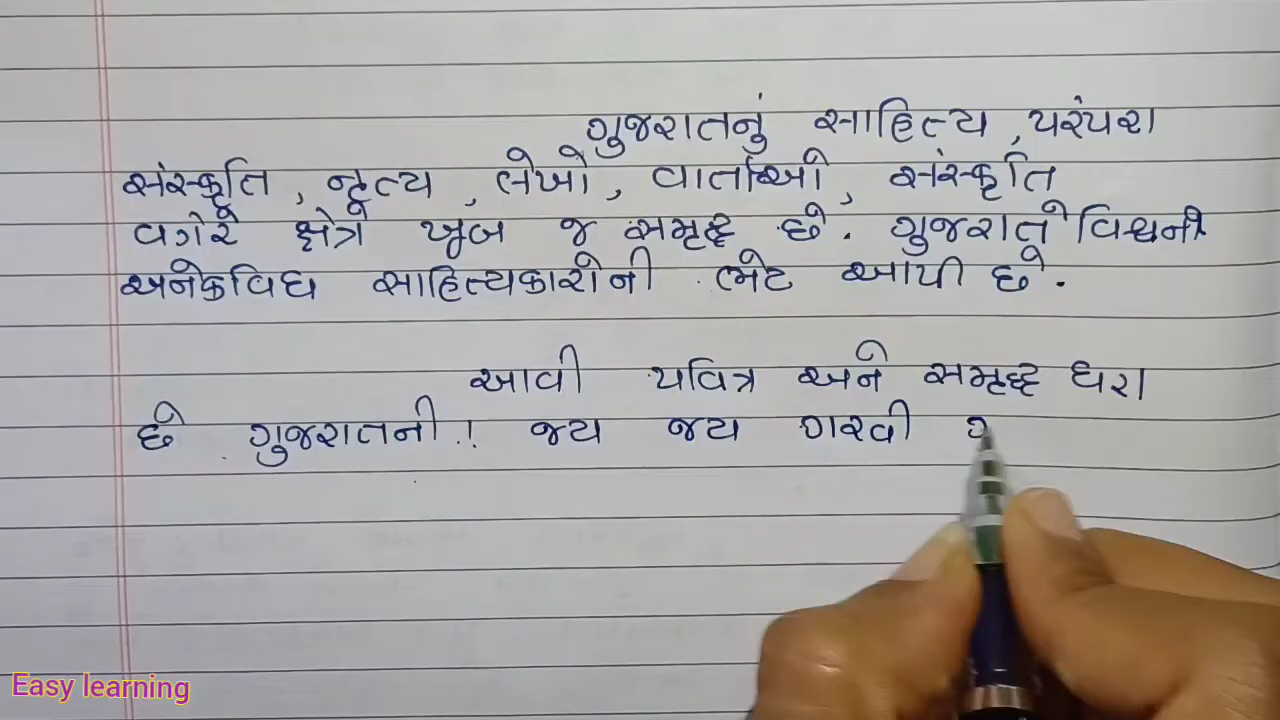 ગુજરાતનું સાહિત્ય , પરંપરા
સંસ્કૃતિ , નૃત્ય , લેખો , વાર્તાઓ , સંસ્કૃતિ
વગેરે ક્ષેત્રે ખૂબ જ સમૃદ્ધ છે. ગુજરાતે વિશ્વની
અનેકવિધ સાહિત્યકારોની ભેટ આપી છે.
આવી પવિત્ર અને સમૃદ્ધ ધરા
છે ગુજરાતની ! જય જય ગરવી
Easy learning